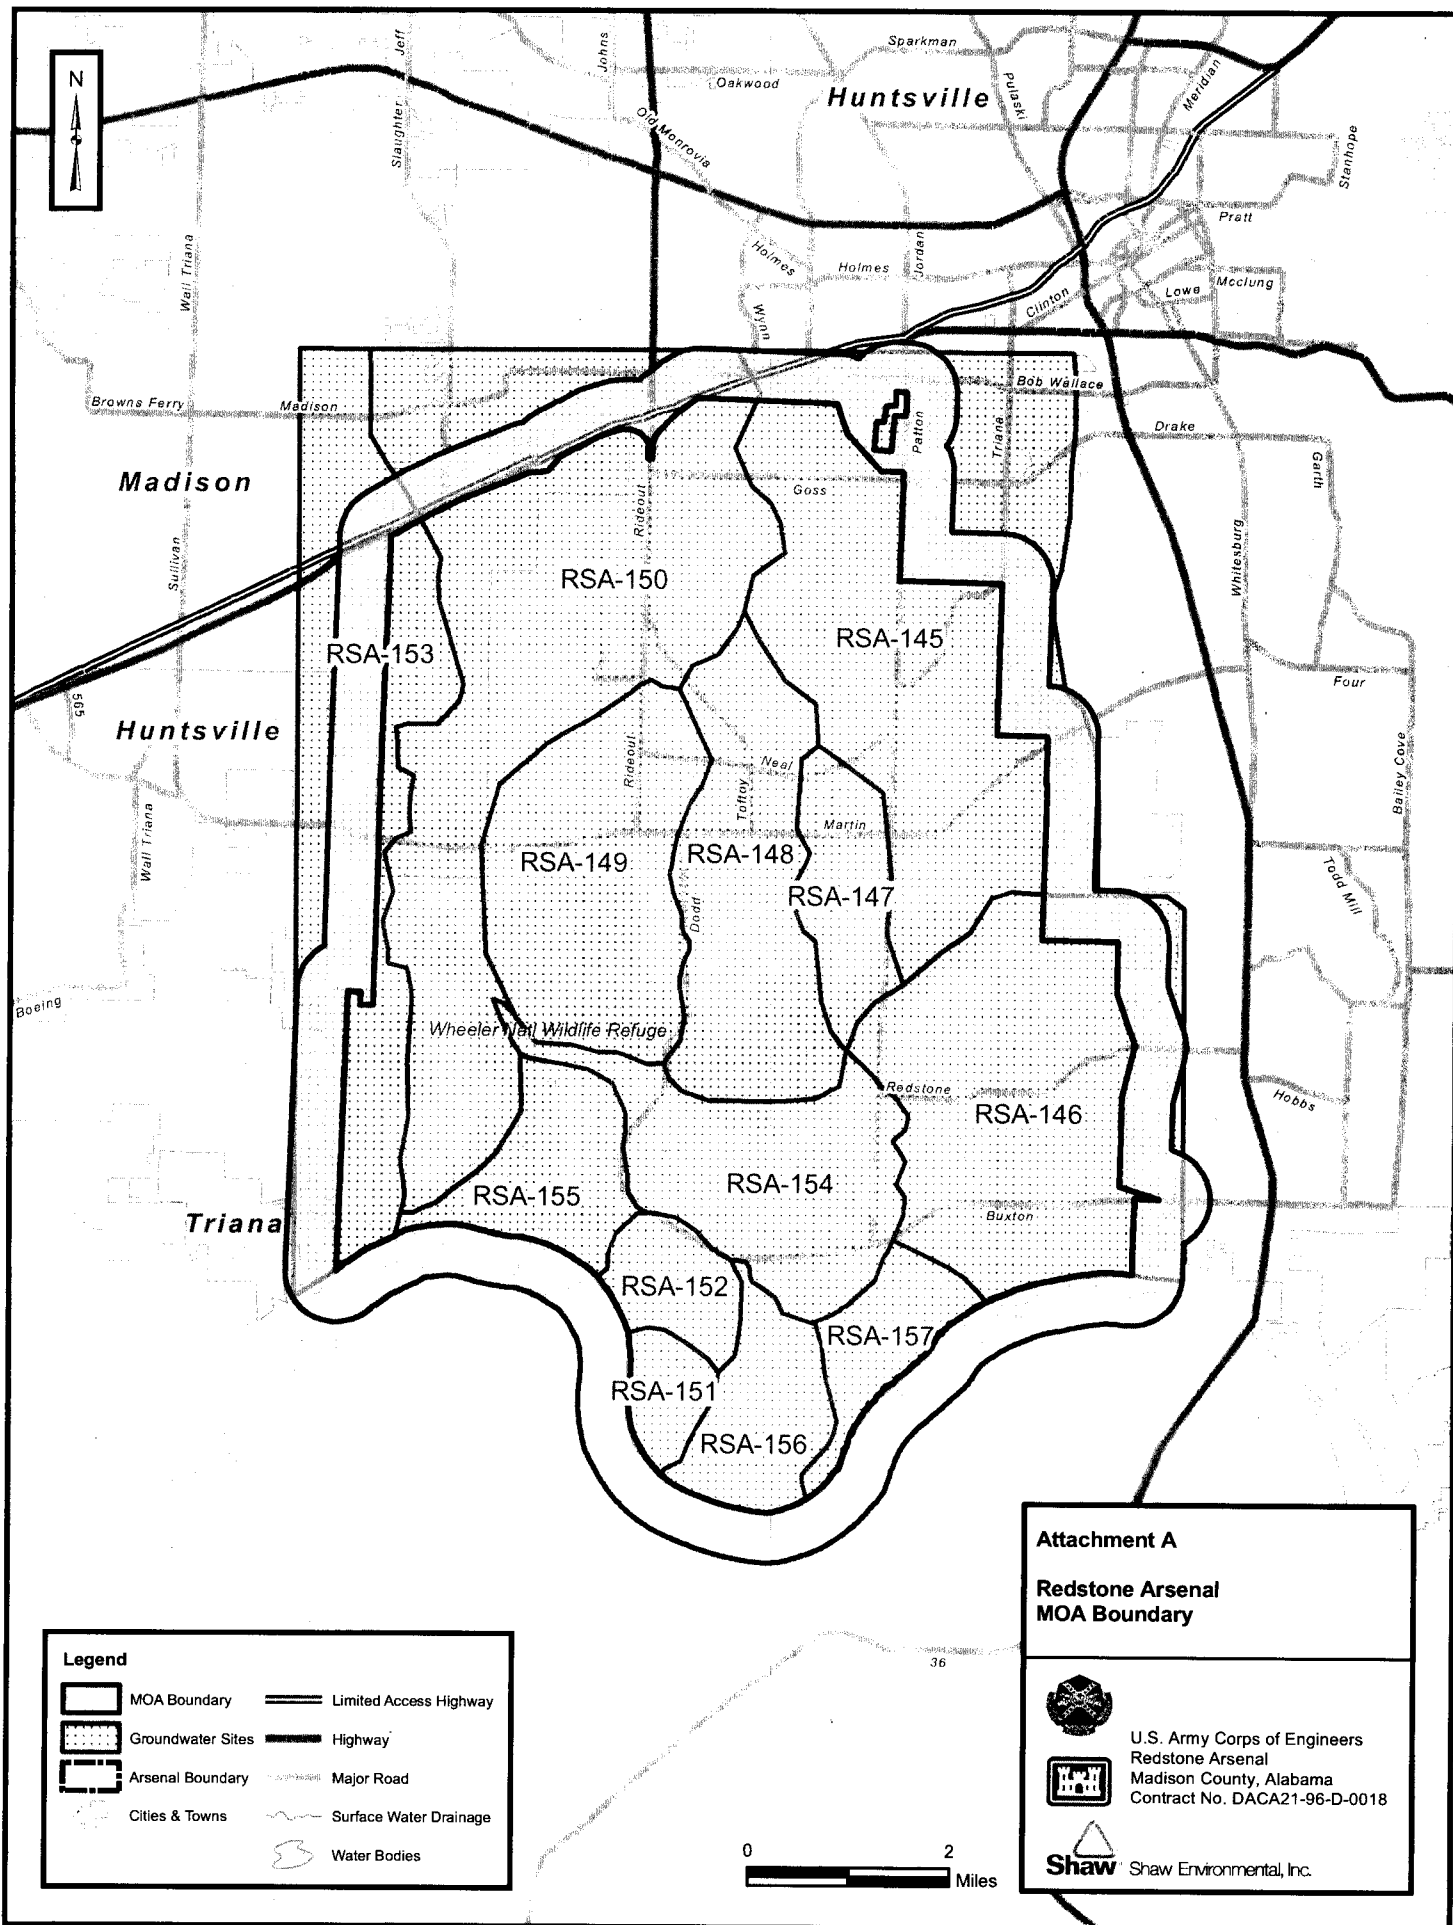 N
Sparkman
Jeff
Johns
Oakwood
Huntsville
Pulaski
Meridian
Slaughter
Old Monrovia
Stanhope
Pratt
Wall Triana
Holmes
Holmes
Jordan
Mcclung
Lowe
Clinton
Wynn
Browns Ferry
Madison
Bob Wallace
Patton
Triana
Drake
Garth
Madison
Goss
Rideout
Whitesburg
Sullivan
RSA-150
RSA-145
RSA-153
Four
565
Huntsville
Rideout
Neal
Toftoy
Bailey Cove
Wall Triana
Martin
RSA-149
RSA-148
RSA-147
Todd Mill
Dodd
Boeing
Wheeler Natl Wildlife Refuge
Redstone
RSA-146
Hobbs
RSA-154
RSA-155
Triana
Buxton
RSA-152
RSA-157
RSA-151
RSA-156
Attachment A
Redstone Arsenal
MOA Boundary
36
U.S. Army Corps of Engineers
Redstone Arsenal
Madison County, Alabama
Contract No. DACA21-96-D-0018
Shaw Shaw Environmental, Inc.
Legend
MOA Boundary
Limited Access Highway
Groundwater Sites
Highway
Arsenal Boundary
Major Road
Cities & Towns
Surface Water Drainage
Water Bodies
0 2
Miles